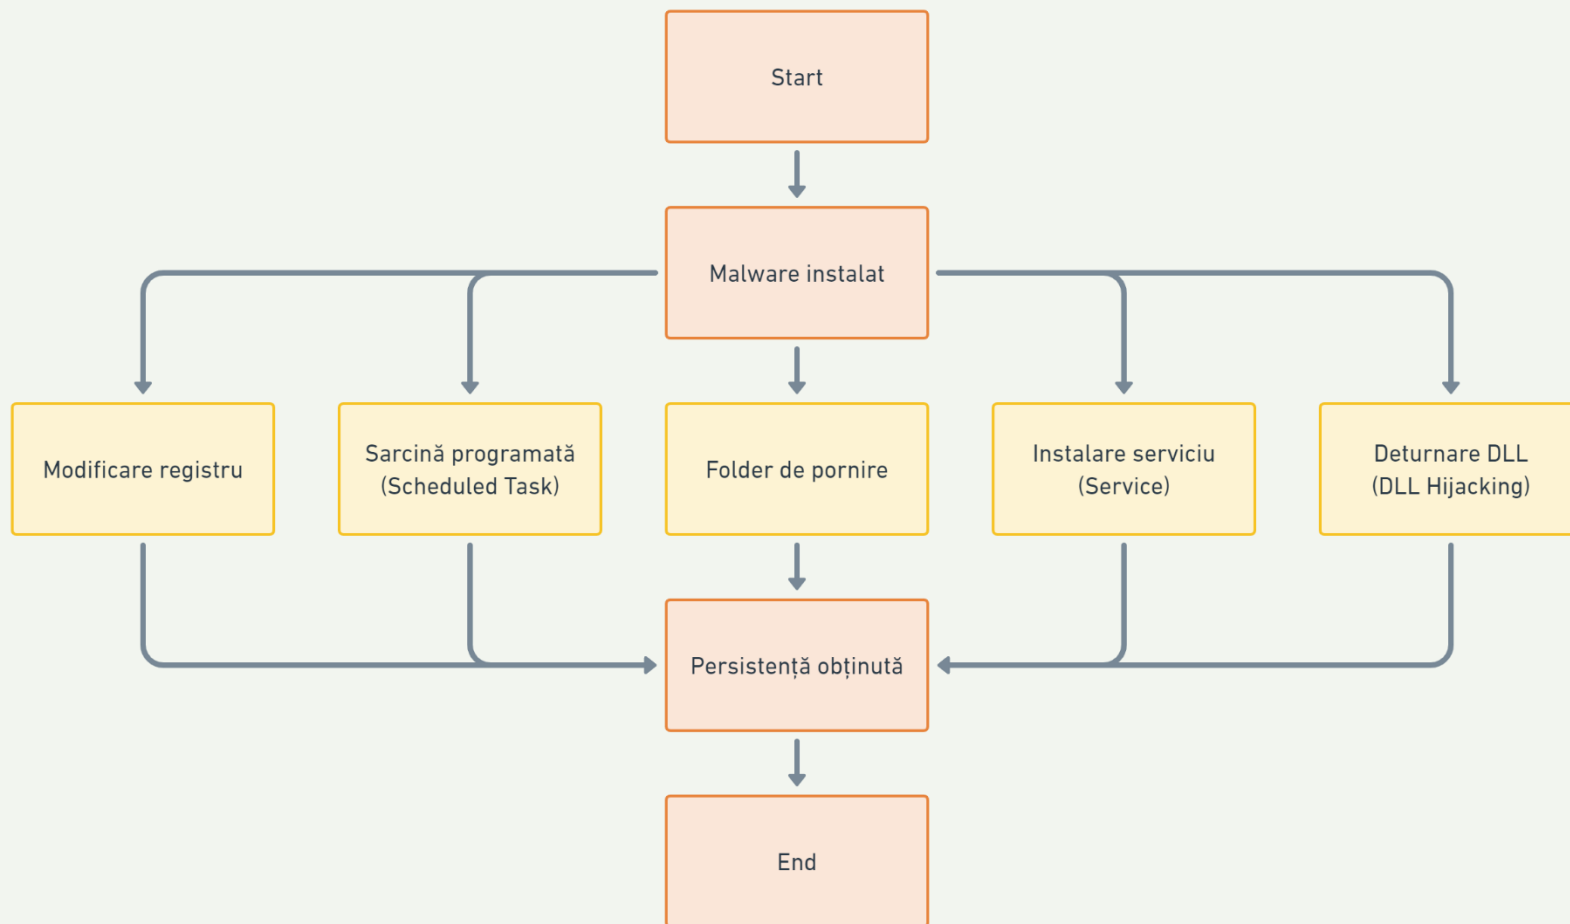 Start
Malware instalat
Modificare registru
Sarcină programată
(Scheduled Task)
Folder de pornire
Instalare serviciu
(Service)
Deturnare DLL
(DLL Hijacking)
Persistență obținută
End